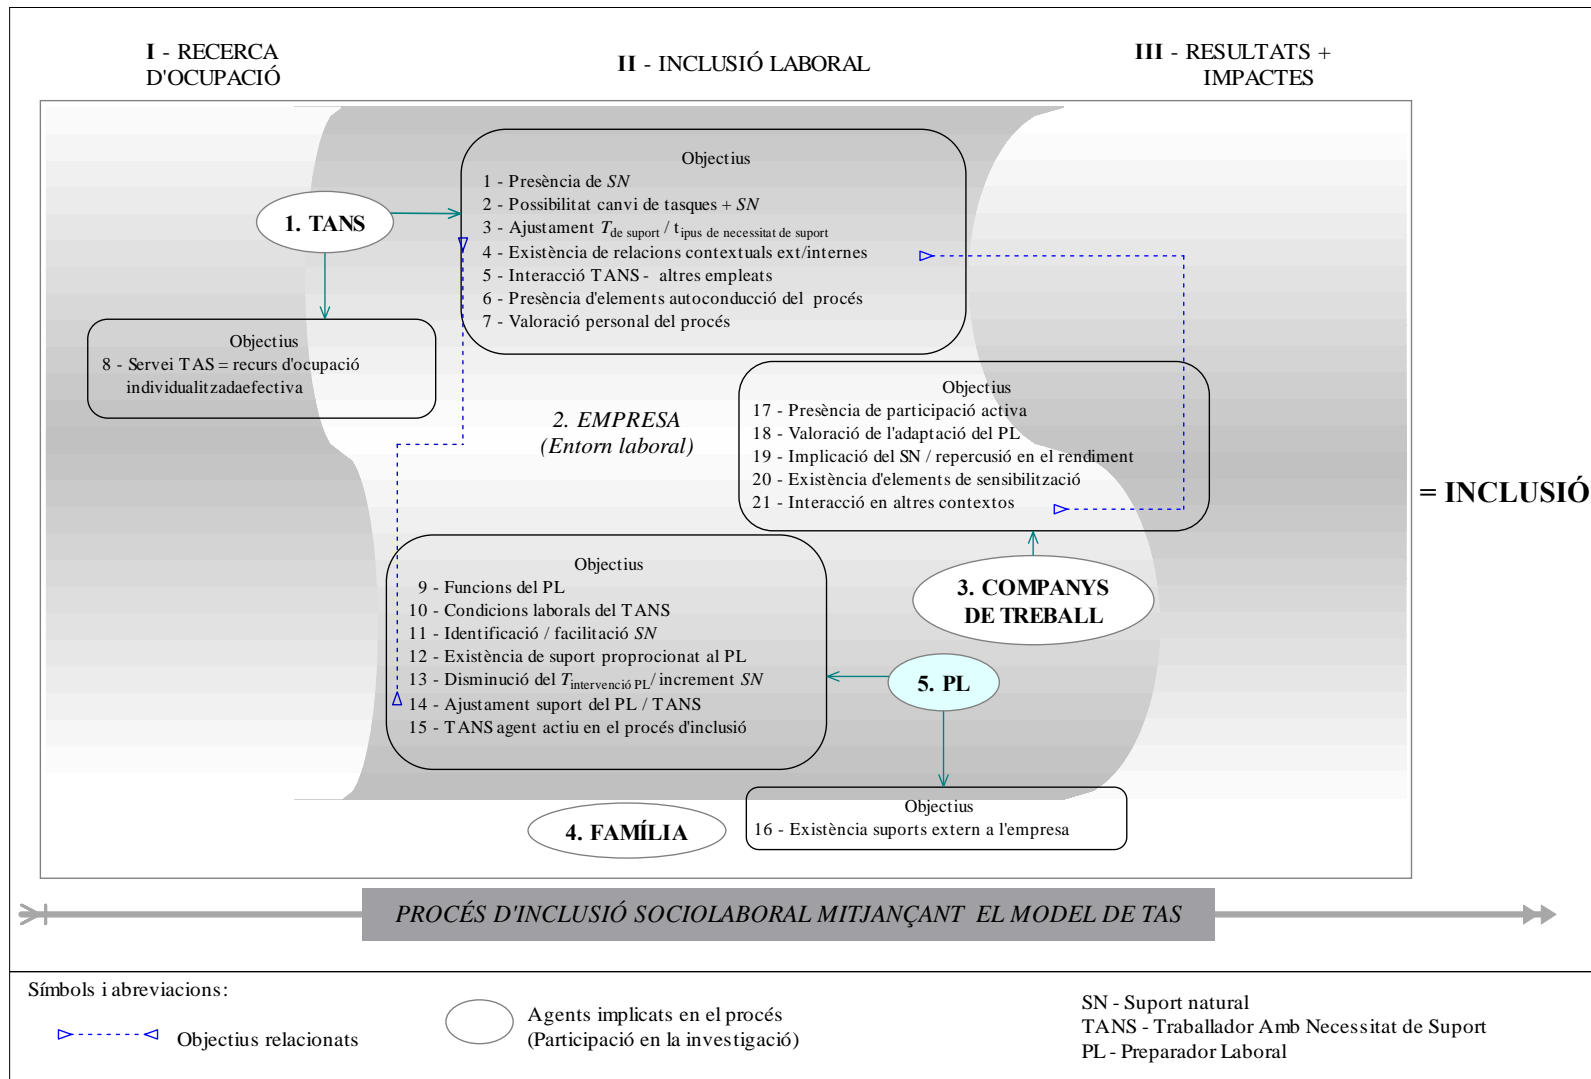 I - RECERCA
D'OCUPACIÓ
II - INCLUSIÓ LABORAL
III - RESULTATS +
IMPACTES
1. TANS
Objectius
1 - Presència de SN
2 - Possibilitat canvi de tasques + SN
3 - Ajustament T de suport / t ipus de necessitat de suport
4 - Existència de relacions contextuals ext/internes
5 - Interacció TANS - altres empleats
6 - Presència d'elements autoconducció del procés
7 - Valoració personal del procés
Objectius
8 - Servei TAS = recurs d'ocupació
individualitzadaefectiva
2. EMPRESA
(Entorn laboral)
Objectius
17 - Presència de participació activa
18 - Valoració de l'adaptació del PL
19 - Implicació del SN / repercusió en el rendiment
20 - Existència d'elements de sensibilització
21 - Interacció en altres contextos
= INCLUSIÓ
3. COMPANYS
DE TREBALL
Objectius
9 - Funcions del PL
10 - Condicions laborals del TANS
11 - Identificació / facilitació SN
12 - Existència de suport proprocionat al PL
13 - Disminució del T intervenció PL / increment SN
14 - Ajustament suport del PL / TANS
15 - TANS agent actiu en el procés d'inclusió
5. PL
4. FAMÍLIA
Objectius
16 - Existència suports extern a l'empresa
PROCÉS D'INCLUSIÓ SOCIOLABORAL MITJANÇANT EL MODEL DE TAS
Símbols i abreviacions:
Objectius relacionats
Agents implicats en el procés
(Participació en la investigació)
SN - Suport natural
TANS - Traballador Amb Necessitat de Suport
PL - Preparador Laboral